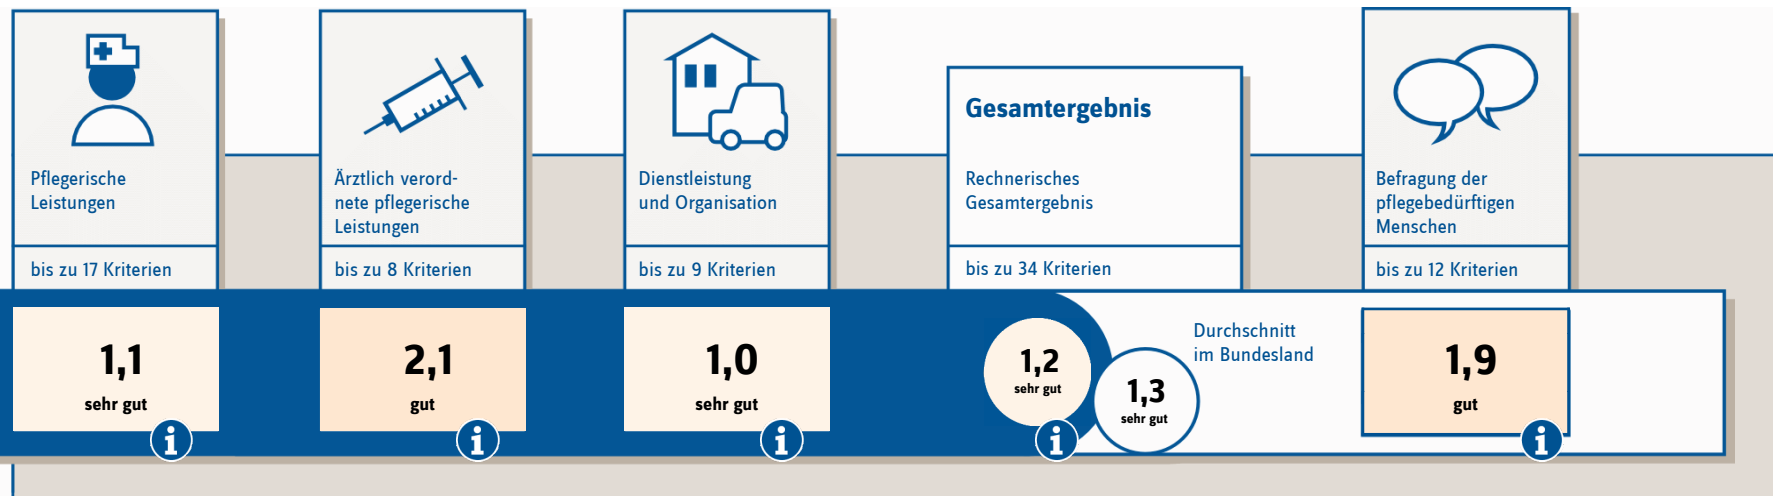 Pflegerische
Leistungen
bis zu 17 Kriterien
1,1
sehr gut
i
Ärztlich verord-
nete pflegerische
Leistungen
bis zu 8 Kriterien
2,1
gut
i
Dienstleistung
und Organisation
bis zu 9 Kriterien
1,0
sehr gut
i
Gesamtergebnis
Rechnerisches
Gesamtergebnis
bis zu 34 Kriterien
1,2
sehr gut
i
1,3
sehr gut
Durchschnitt
im Bundesland
Befragung der
pflegebedürftigen
Menschen
bis zu 12 Kriterien
1,9
gut
i